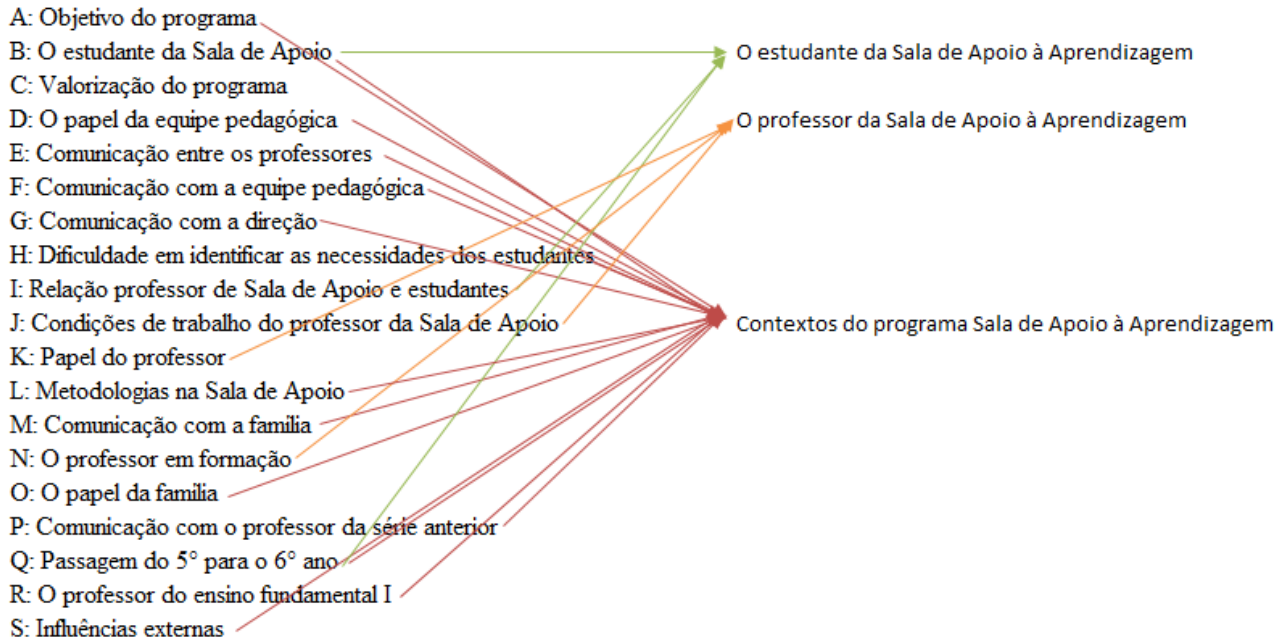 A: Objetivo do programa
B: O estudante da Sala de Apoio
C: Valorização do programa
D: O papel da equipe pedagógica
E: Comunicação entre os professores
F: Comunicação com a equipe pedagógica
G: Comunicação com a direção
H: Dificuldade em identificar as necessidades dos estudantes
I: Relação professor de Sala de Apoio e estudantes
J: Condições de trabalho do professor da Sala de Apoio
K: Papel do professor
L: Metodologias na Sala de Apoio
M: Comunicação com a família
N: O professor em formação
O: O papel da família
P: Comunicação com o professor da série anterior
Q: Passagem do 5° para o 6° ano
R: O professor do ensino fundamental I
S: Influências externas
O estudante da Sala de Apoio à Aprendizagem
O professor da Sala de Apoio à Aprendizagem
Contextos do programa Sala de Apoio à Aprendizagem